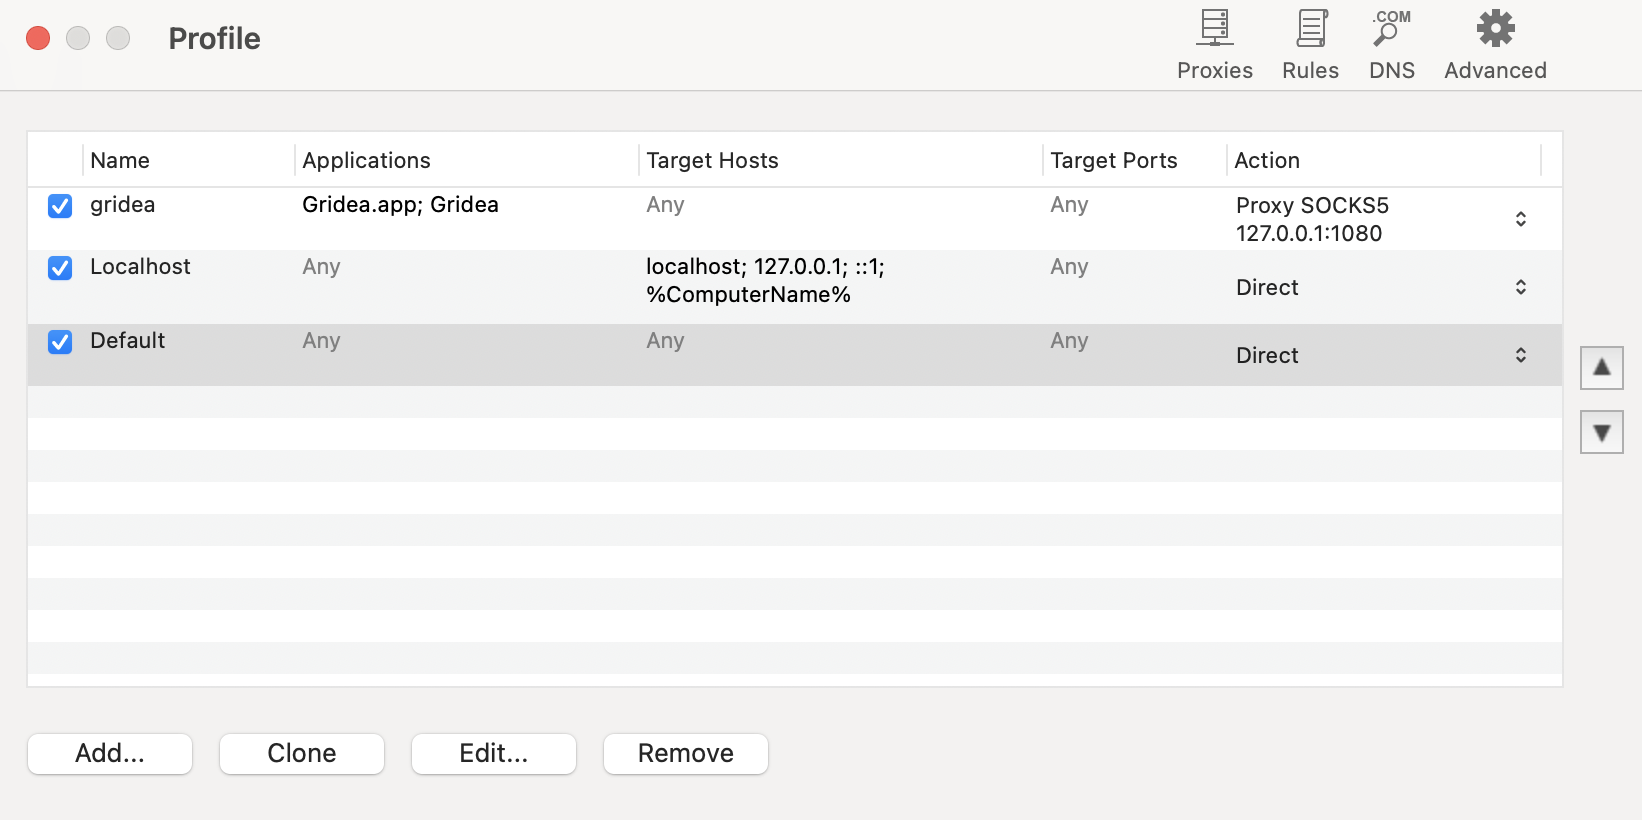 Profile
.COM
Proxies Rules DNS Advanced
Name Applications Target Hosts Target Ports Action
gridea Gridea.app; Gridea Any Any Proxy SOCKS5
127.0.0.1:1080
Localhost Any localhost; 127.0.0.1; ::1; Any Direct
%ComputerName%
Default Any Any Any Direct
Add... Clone Edit... Remove